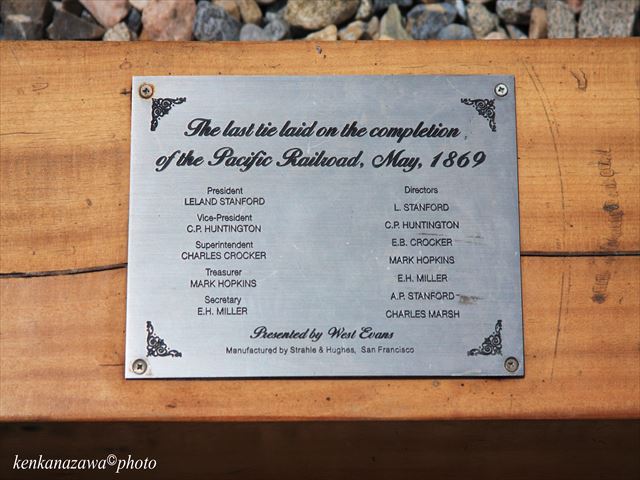 The last tie laid on the completion
of the Pacific Railroad, May, 1869
President
LELAND STANFORD
Vice-President
C.P. HUNTINGTON
Superintendent
CHARLES CROCKER
Treasurer
MARK HOPKINS
Secretary
E.H. MILLER
Directors
L. STANFORD
C.P. HUNTINGTON
E.B. CROCKER
MARK HOPKINS
E.H. MILLER
A.P. STANFORD
CHARLES MARSH
Presented by West Evans
Manufactured by Strahle & Hughes, San Francisco
kenkanazawa©photo